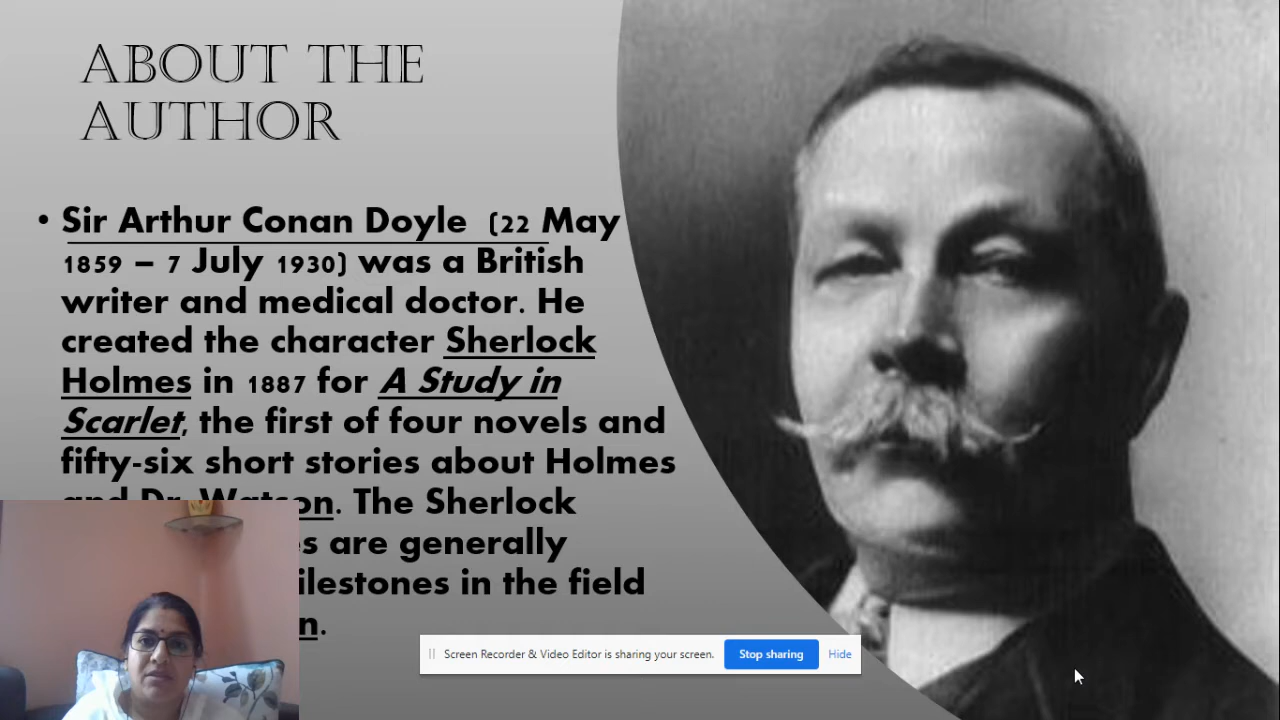 ABOUT THE
AUTHOR
• Sir Arthur Conan Doyle (22 May
1859 – 7 July 1930) was a British
writer and medical doctor. He
created the character Sherlock
Holmes in 1887 for A Study in
Scarlet, the first of four novels and
fifty-six short stories about Holmes
and Dr. Watson. The Sherlock
are generally
in the field
Screen Recorder & Video Editor is sharing your screen.
Stop sharing
Hide